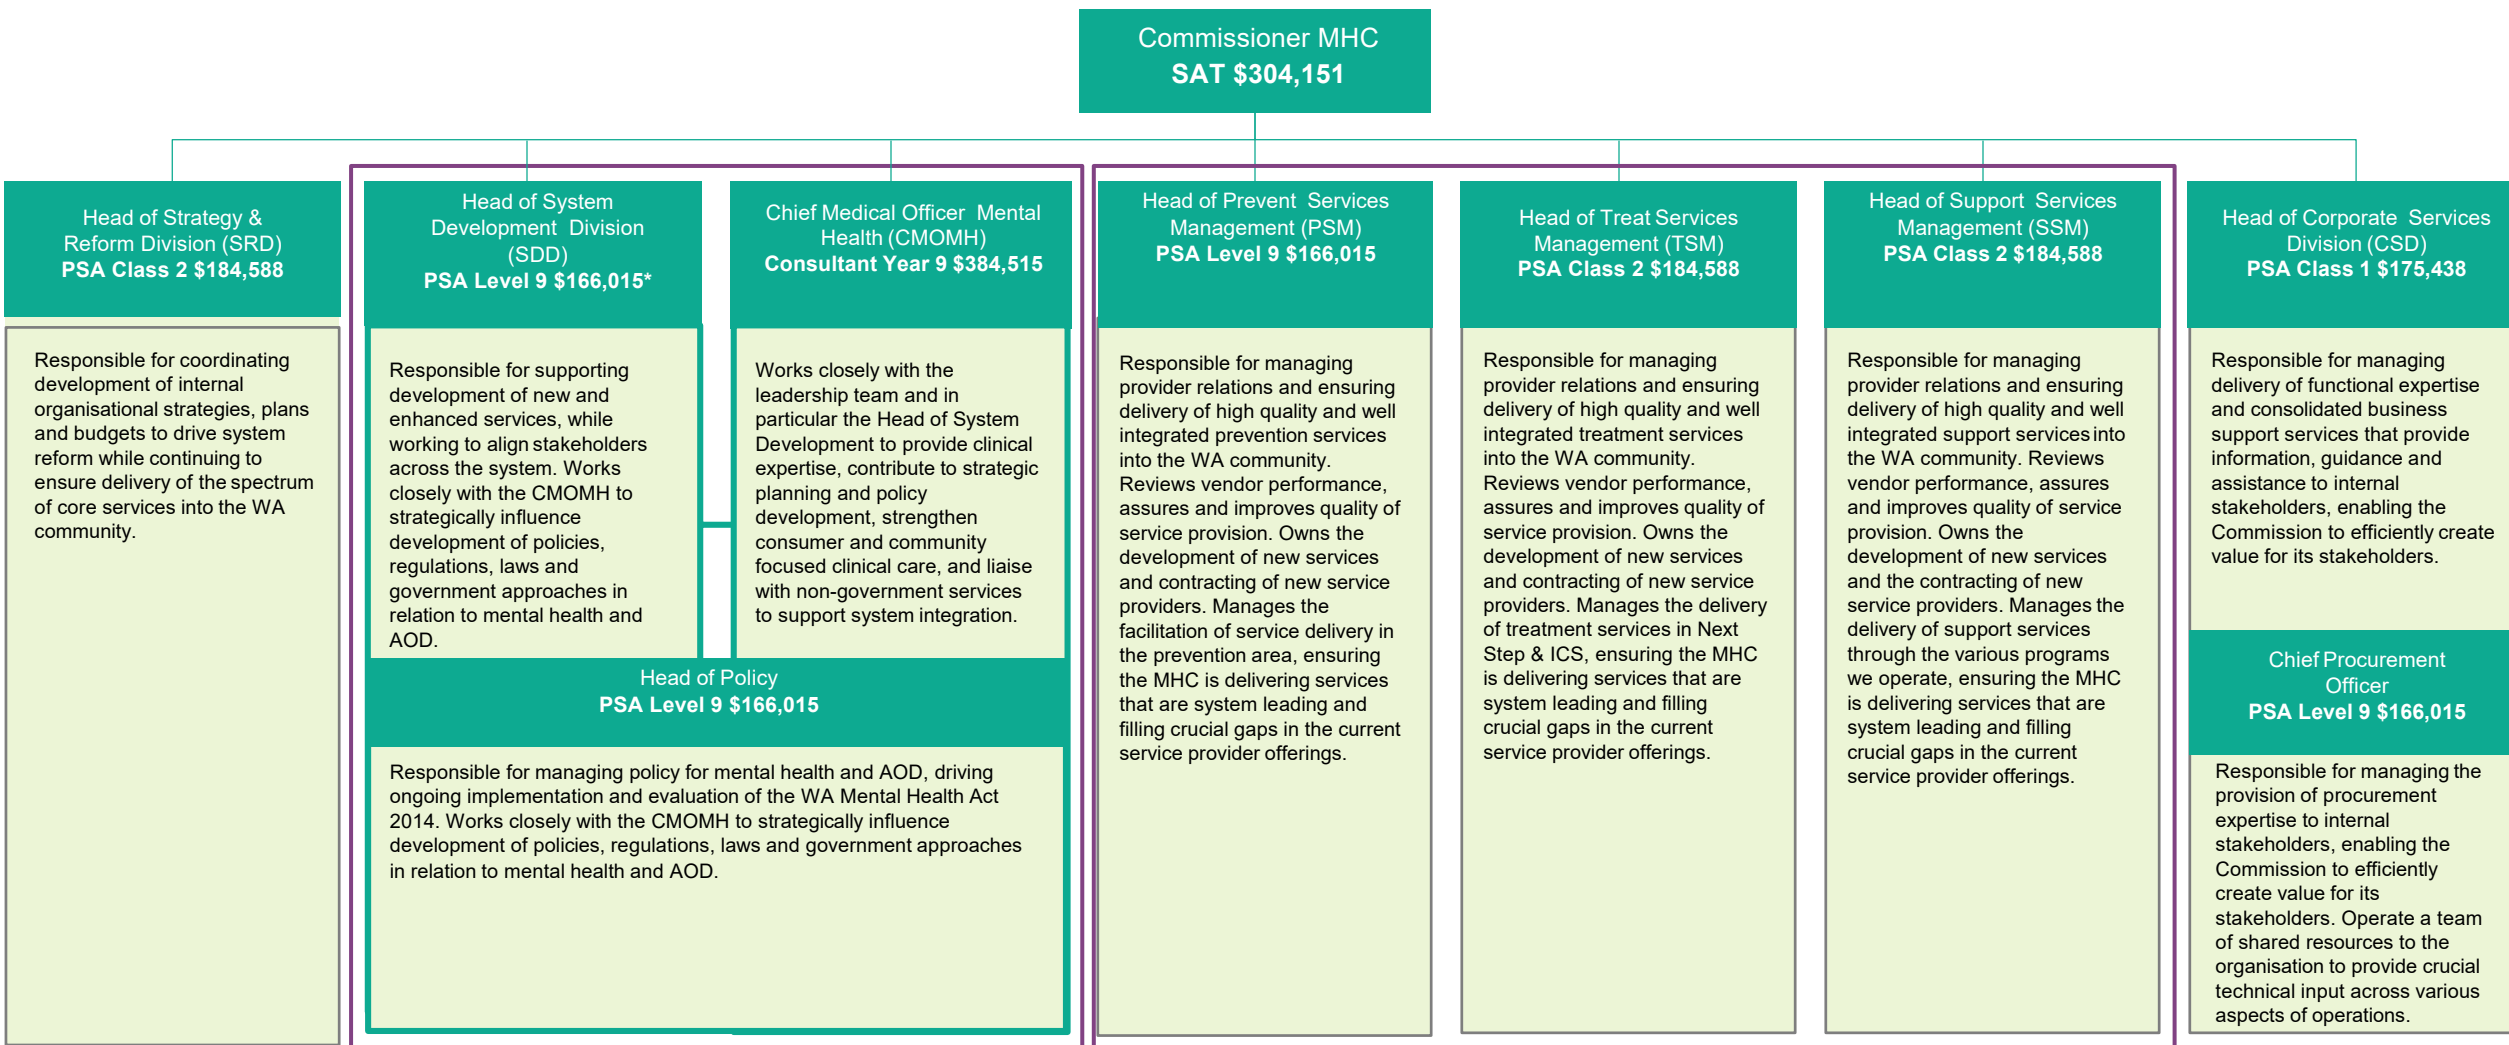 Commissioner MHC
SAT $304,151
Head of Strategy &
Reform Division (SRD)
PSA Class 2 $184,588
Responsible for coordinating
development of internal
organisational strategies, plans
and budgets to drive system
reform while continuing to
ensure delivery of the spectrum
of core services into the WA
community.
Head of System
Development Division
(SDD)
PSA Level 9 $166,015*
Responsible for supporting
development of new and
enhanced services, while
working to align stakeholders
across the system. Works
closely with the CMOMH to
strategically influence
development of policies,
regulations, laws and
government approaches in
relation to mental health and
AOD.
Chief Medical Officer Mental
Health (CMOMH)
Consultant Year 9 $384,515
Works closely with the
leadership team and in
particular the Head of System
Development to provide clinical
expertise, contribute to strategic
planning and policy
development, strengthen
consumer and community
focused clinical care, and liaise
with non-government services
to support system integration.
Head of Policy
PSA Level 9 $166,015
Responsible for managing policy for mental health and AOD, driving
ongoing implementation and evaluation of the WA Mental Health Act
2014. Works closely with the CMOMH to strategically influence
development of policies, regulations, laws and government approaches
in relation to mental health and AOD.
Head of Prevent Services
Management (PSM)
PSA Level 9 $166,015
Responsible for managing
provider relations and ensuring
delivery of high quality and well
integrated prevention services
into the WA community.
Reviews vendor performance,
assures and improves quality of
service provision. Owns the
development of new services
and contracting of new service
providers. Manages the
facilitation of service delivery in
the prevention area, ensuring
the MHC is delivering services
that are system leading and
filling crucial gaps in the current
service provider offerings.
Head of Treat Services
Management (TSM)
PSA Class 2 $184,588
Responsible for managing
provider relations and ensuring
delivery of high quality and well
integrated treatment services
into the WA community.
Reviews vendor performance,
assures and improves quality of
service provision. Owns the
development of new services
and contracting of new service
providers. Manages the delivery
of treatment services in Next
Step & ICS, ensuring the MHC
is delivering services that are
system leading and filling
crucial gaps in the current
service provider offerings.
Head of Support Services
Management (SSM)
PSA Class 2 $184,588
Responsible for managing
provider relations and ensuring
delivery of high quality and well
integrated support services into
the WA community. Reviews
vendor performance, assures
and improves quality of service
provision. Owns the
development of new services
and the contracting of new
service providers. Manages the
delivery of support services
through the various programs
we operate, ensuring the MHC
is delivering services that are
system leading and filling
crucial gaps in the current
service provider offerings.
Head of Corporate Services
Division (CSD)
PSA Class 1 $175,438
Responsible for managing
delivery of functional expertise
and consolidated business
support services that provide
information, guidance and
assistance to internal
stakeholders, enabling the
Commission to efficiently create
value for its stakeholders.
Chief Procurement
Officer
PSA Level 9 $166,015
Responsible for managing the
provision of procurement
expertise to internal
stakeholders, enabling the
Commission to efficiently
create value for its
stakeholders. Operate a team
of shared resources to the
organisation to provide crucial
technical input across various
aspects of operations.